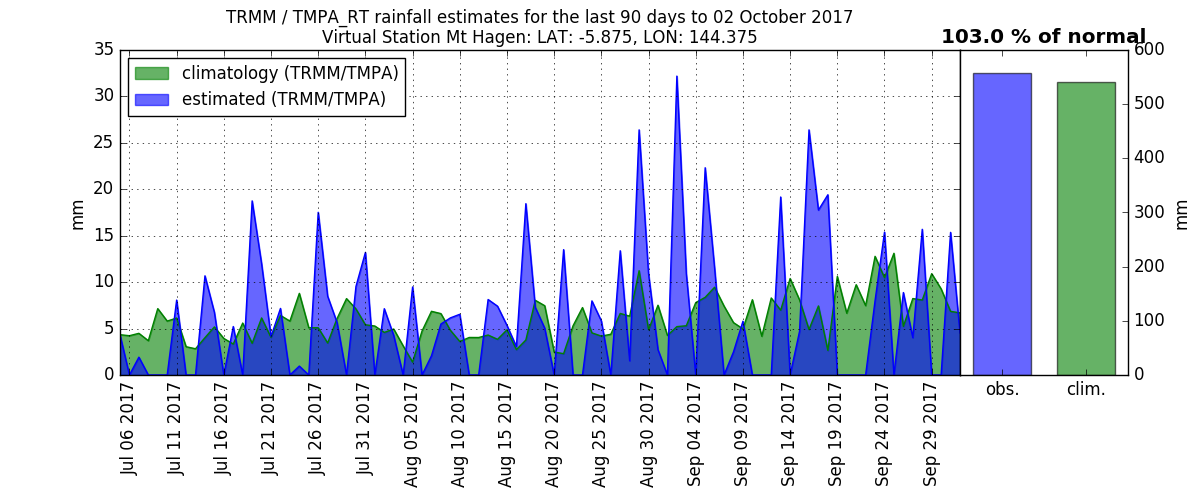 TRMM / TMPA_RT rainfall estimates for the last 90 days to 02 October 2017
Virtual Station Mt Hagen: LAT: -5.875, LON: 144.375
103.0 % of normal
climatology (TRMM/TMPA)
estimated (TRMM/TMPA)
35
30
25
20
15
10
5
0
mm
Jul 06 2017
Jul 11 2017
Jul 16 2017
Jul 21 2017
Jul 26 2017
Jul 31 2017
Aug 05 2017
Aug 10 2017
Aug 15 2017
Aug 20 2017
Aug 25 2017
Aug 30 2017
Sep 04 2017
Sep 09 2017
Sep 14 2017
Sep 19 2017
Sep 24 2017
Sep 29 2017
obs.
clim.
600
500
400
300
200
100
0
mm